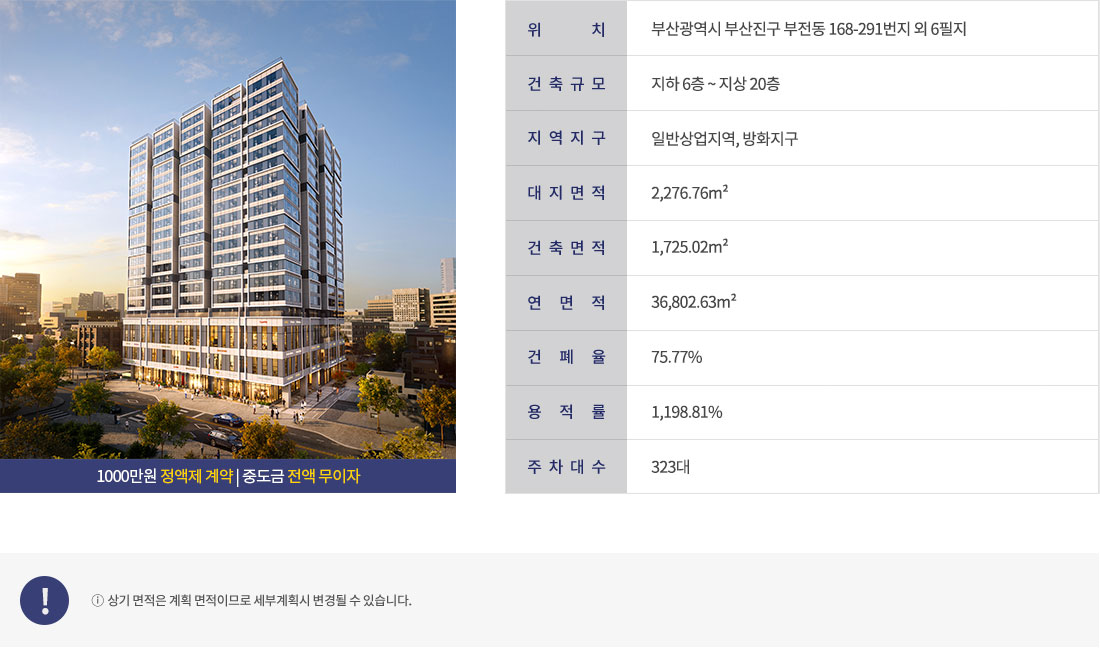 위 치 부산광역시 부산진구 부전동 168-291번지 외 6필지
건 축 규 모 지하 6층 ~ 지상 20층
지 역 지 구 일반상업지역, 방화지구
대 지 면 적 2,276.76m²
건 축 면 적 1,725.02m²
연 면 적 36,802.63m²
건 폐 율 75.77%
용 적 률 1,198.81%
주 차 대 수 323대
1000만원 정액제 계약 | 중도금 전액 무이자
! ⓘ 상기 면적은 계획 면적이므로 세부계획시 변경될 수 있습니다.